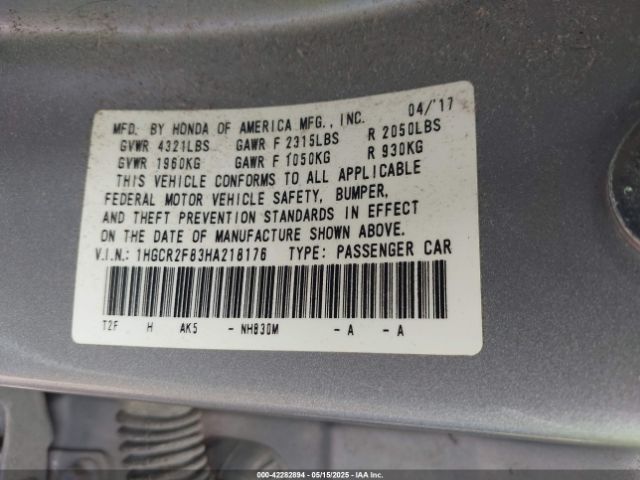 MFD. BY HONDA OF AMERICA MFG., INC. 04/'17
GVWR 4321LBS GAWR F 2315LBS R 2050LBS
GVWR 1960KG GAWR F 1050KG R 930KG
THIS VEHICLE CONFORMS TO ALL APPLICABLE
FEDERAL MOTOR VEHICLE SAFETY, BUMPER,
AND THEFT PREVENTION STANDARDS IN EFFECT
ON THE DATE OF MANUFACTURE SHOWN ABOVE.
V.I.N.: 1HGCR2F83HA218176 TYPE: PASSENGER CAR
T2F H AK5 - NH830M - A - A
000-42282894 - 05/15/2025 - IAAI.com